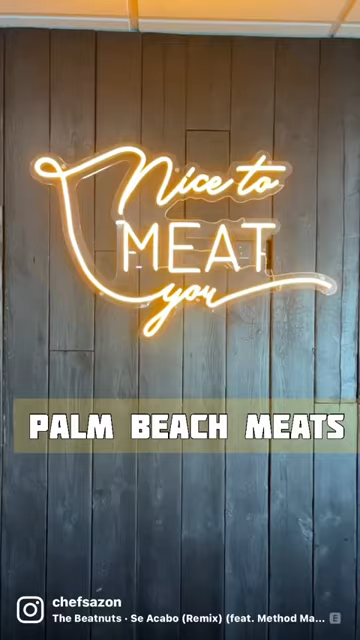 Nice to
MEAT
you
PALM BEACH MEATS
chefsazon
The Beatnuts · Se Acabo (Remix) (feat. Method Ma... E